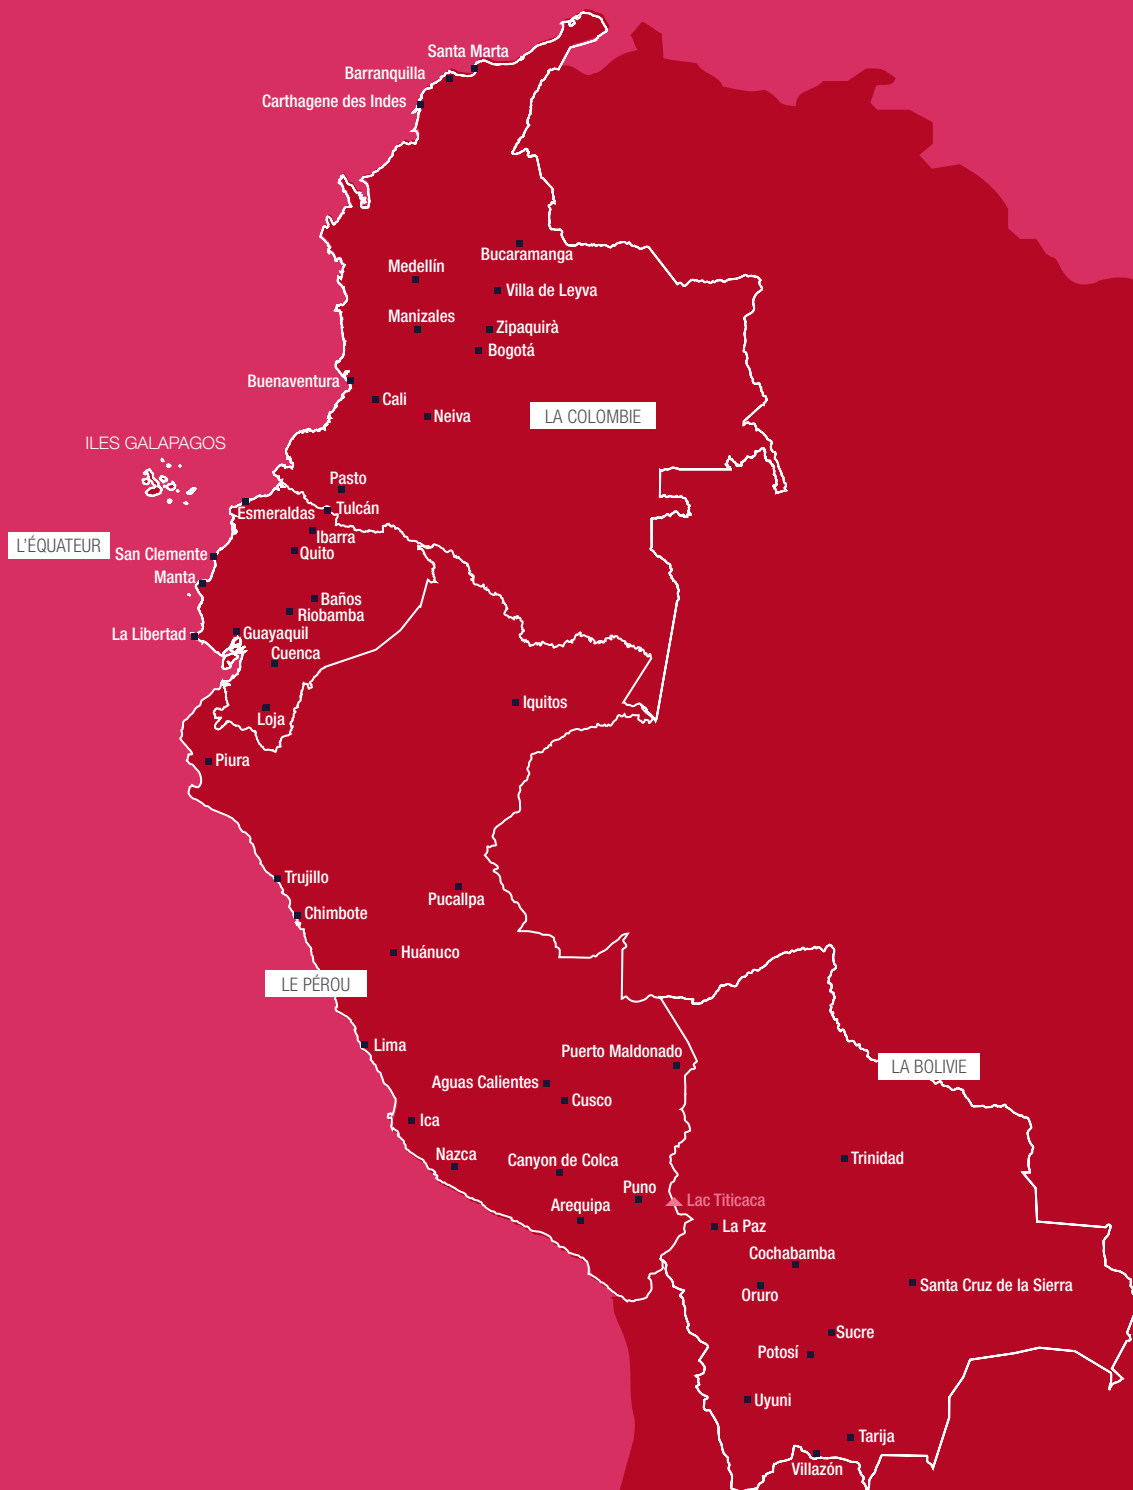 Santa Marta
Barranquilla
Carthagene des Indes
Bucaramanga
Medellín
Villa de Leyva
Manizales
Zipaquirà
Bogotá
Buenaventura
Cali
Neiva
LA COLOMBIE
ILES GALAPAGOS
Pasto
Esmeraldas
Tulcán
Ibarra
L'ÉQUATEUR
San Clemente
Quito
Manta
Baños
Riobamba
La Libertad
Guayaquil
Cuenca
Iquitos
Loja
Piura
Trujillo
Pucallpa
Chimbote
Huánuco
LE PÉROU
Lima
Puerto Maldonado
LA BOLIVIE
Aguas Calientes
Cusco
Ica
Nazca
Canyon de Colca
Trinidad
Puno
Lac Titicaca
Arequipa
La Paz
Cochabamba
Santa Cruz de la Sierra
Oruro
Sucre
Potosí
Uyuni
Tarija
Villazón